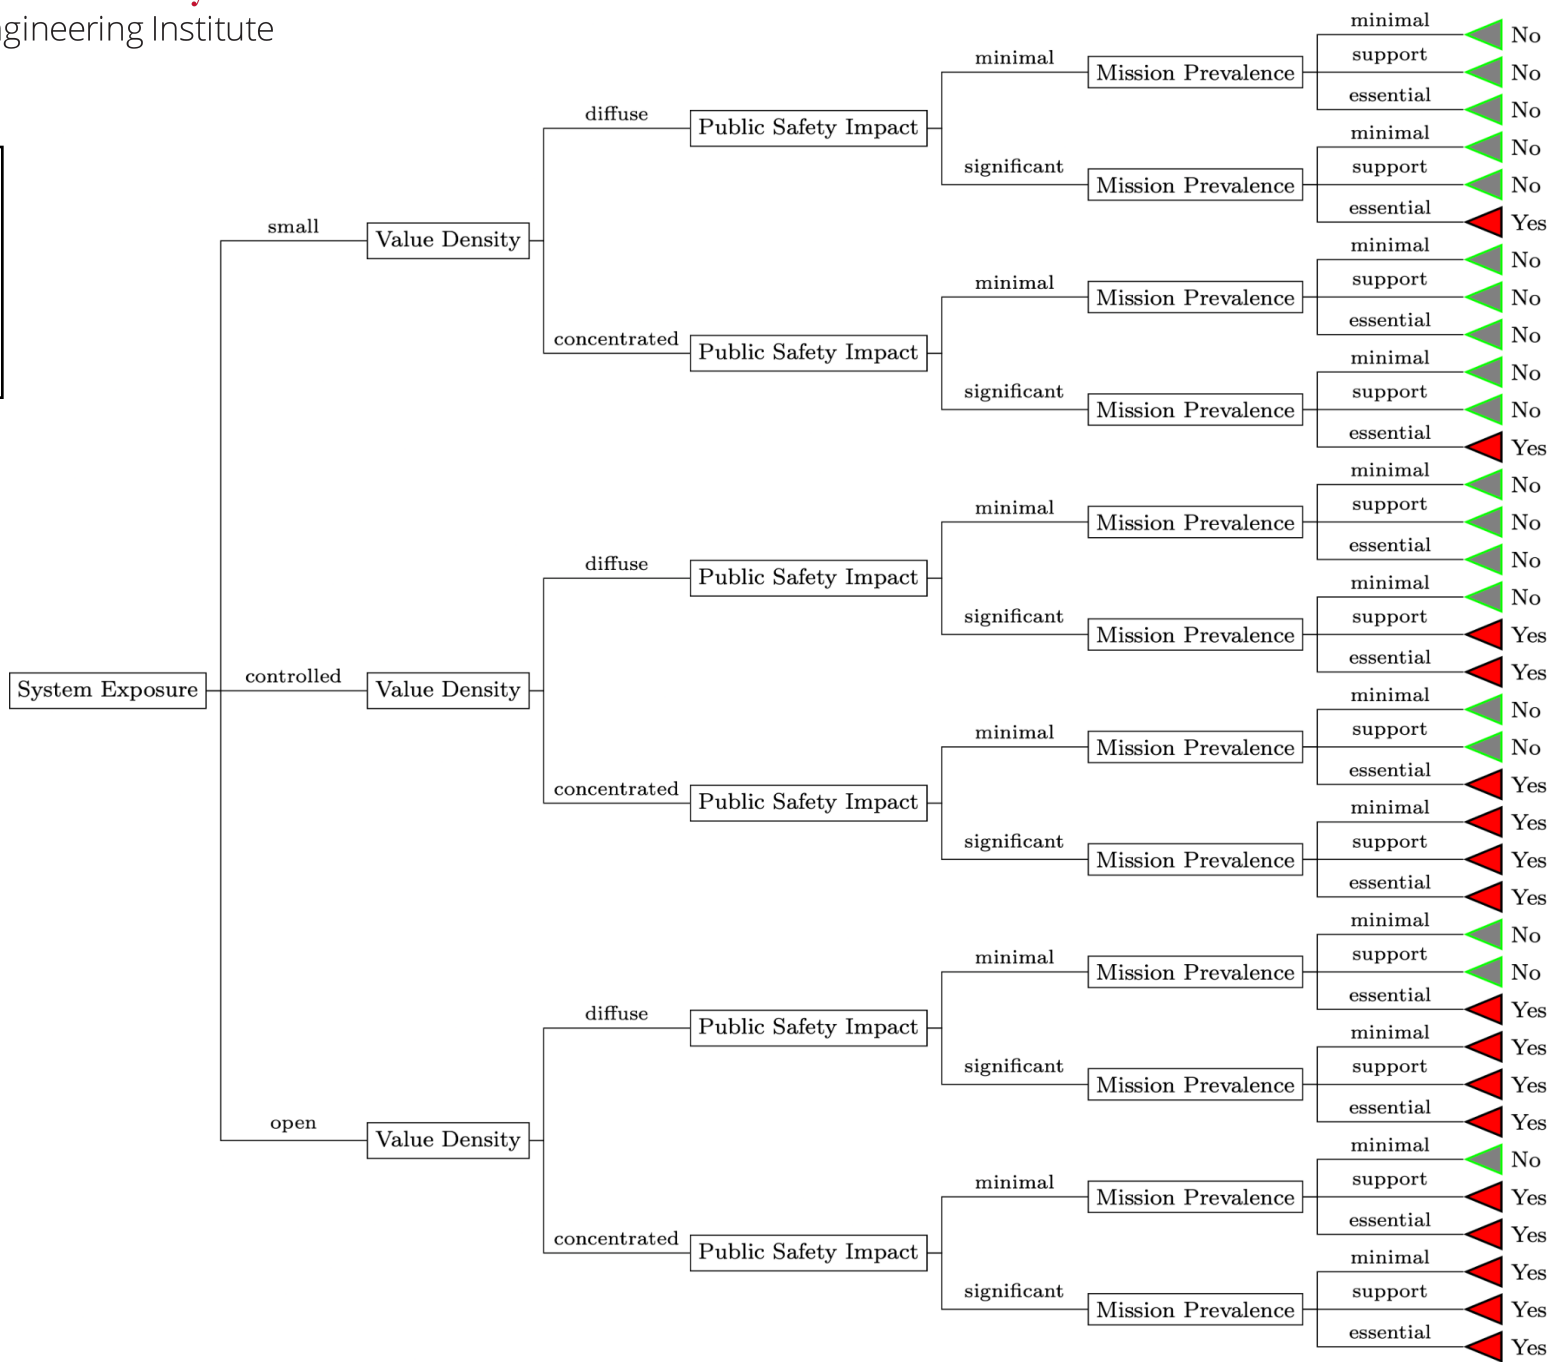 gineering Institute
System Exposure
small
Value Density
diffuse
Public Safety Impact
minimal
Mission Prevalence
minimal No
support No
essential No
significant
Mission Prevalence
minimal No
support No
essential Yes
concentrated
Public Safety Impact
minimal
Mission Prevalence
minimal No
support No
essential No
significant
Mission Prevalence
minimal No
support No
essential Yes
controlled
Value Density
diffuse
Public Safety Impact
minimal
Mission Prevalence
minimal No
support No
essential No
significant
Mission Prevalence
minimal No
support Yes
essential Yes
concentrated
Public Safety Impact
minimal
Mission Prevalence
minimal No
support No
essential Yes
significant
Mission Prevalence
minimal Yes
support Yes
essential Yes
open
Value Density
diffuse
Public Safety Impact
minimal
Mission Prevalence
minimal No
support No
essential Yes
significant
Mission Prevalence
minimal Yes
support Yes
essential Yes
concentrated
Public Safety Impact
minimal
Mission Prevalence
minimal No
support Yes
essential Yes
significant
Mission Prevalence
minimal Yes
support Yes
essential Yes